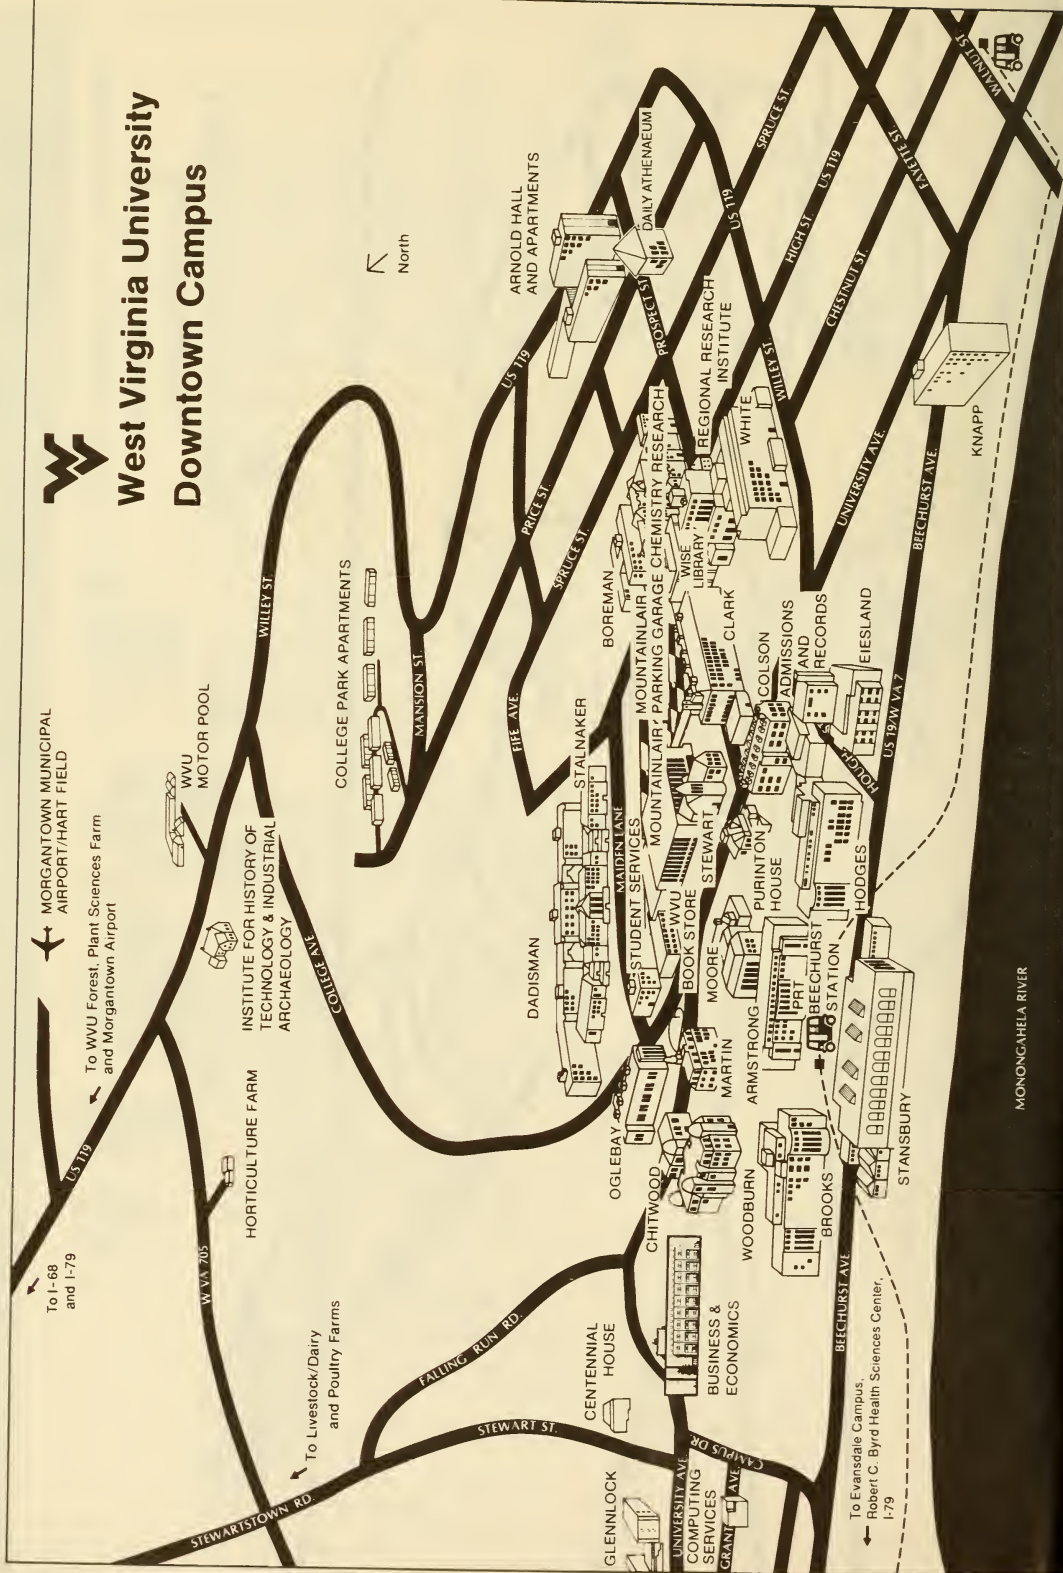 West Virginia University
Downtown Campus
North
MORGANTOWN MUNICIPAL
AIRPORT/HART FIELD
To WVU Forest, Plant Sciences Farm
and Morgantown Airport
To I-68
and I-79
US 119
WVU
MOTOR POOL
WILLEY ST.
INSTITUTE FOR HISTORY OF
TECHNOLOGY & INDUSTRIAL
ARCHAEOLOGY
COLLEGE AVE.
HORTICULTURE FARM
W VA 705
To Livestock/Dairy
and Poultry Farms
STEWARTSTOWN RD.
FALLING RUN RD.
STEWART ST.
COLLEGE PARK APARTMENTS
MANSION ST.
US 119
ARNOLD HALL
AND APARTMENTS
DAILY ATHENAEUM
PRICE ST.
SPRUCE ST.
FIFE AVE.
PROSPECT ST.
US 119
SPRUCE ST.
HIGH ST.
US 119
WALNUT ST.
FAYETTE ST.
CHESTNUT ST.
WILLEY ST.
UNIVERSITY AVE.
BEECHURST AVE.
KNAPP
REGIONAL RESEARCH
INSTITUTE
WHITE
CHEMISTRY RESEARCH
WISE
LIBRARY
BOREMAN
MOUNTAINLAIR
MOUNTAINLAIR PARKING GARAGE
CLARK
COLSON
ADMISSIONS
AND
RECORDS
EIESLAND
HOUGH
US 19/W VA 7
STALNAKER
DADISMAN
MAIDEN LANE
STUDENT SERVICES
WVU
BOOK STORE
STEWART
PURINTON
HOUSE
HODGES
MOORE
ARMSTRONG
PRT
BEECHURST
STATION
MARTIN
OGLEBAY
CHITWOOD
WOODBURN
BROOKS
STANSBURY
CENTENNIAL
HOUSE
BUSINESS &
ECONOMICS
BEECHURST AVE.
CAMPUS DR.
GLENNLOCK
UNIVERSITY AVE.
COMPUTING
SERVICES
GRANT AVE.
To Evansdale Campus,
Robert C. Byrd Health Sciences Center,
I-79
MONONGAHELA RIVER